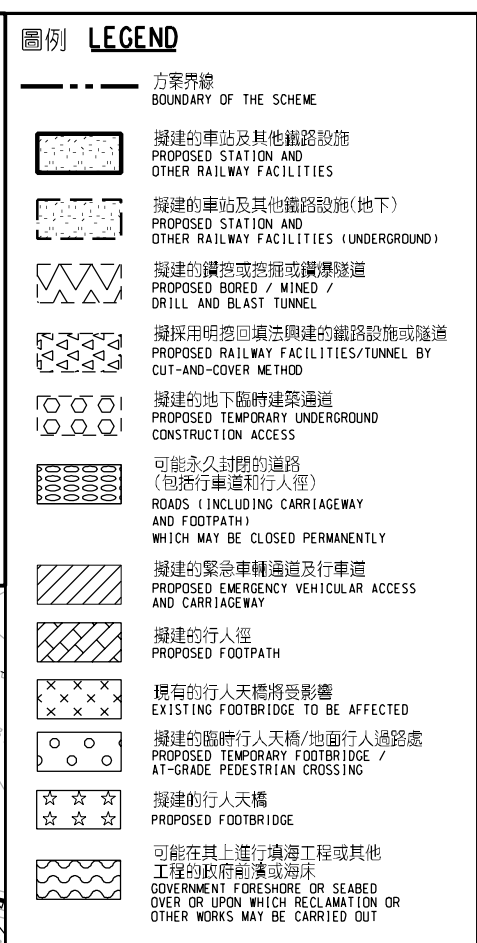 圖例 LEGEND
方案界線
BOUNDARY OF THE SCHEME
擬建的車站及其他鐵路設施
PROPOSED STATION AND
OTHER RAILWAY FACILITIES
擬建的車站及其他鐵路設施(地下)
PROPOSED STATION AND
OTHER RAILWAY FACILITIES (UNDERGROUND)
擬建的鑽挖或挖掘或鑽爆隧道
PROPOSED BORED / MINED /
DRILL AND BLAST TUNNEL
擬採用明挖回填法興建的鐵路設施或隧道
PROPOSED RAILWAY FACILITIES/TUNNEL BY
CUT-AND-COVER METHOD
擬建的地下臨時建築通道
PROPOSED TEMPORARY UNDERGROUND
CONSTRUCTION ACCESS
可能永久封閉的道路
(包括行車道和行人徑)
ROADS (INCLUDING CARRIAGEWAY
AND FOOTPATH)
WHICH MAY BE CLOSED PERMANENTLY
擬建的緊急車輛通道及行車道
PROPOSED EMERGENCY VEHICULAR ACCESS
AND CARRIAGEWAY
擬建的行人徑
PROPOSED FOOTPATH
現有的行人天橋將受影響
EXISTING FOOTBRIDGE TO BE AFFECTED
擬建的臨時行人天橋/地面行人過路處
PROPOSED TEMPORARY FOOTBRIDGE /
AT-GRADE PEDESTRIAN CROSSING
擬建的行人天橋
PROPOSED FOOTBRIDGE
可能在其上進行填海工程或其他
工程的政府前濱或海床
GOVERNMENT FORESHORE OR SEABED
OVER OR UPON WHICH RECLAMATION OR
OTHER WORKS MAY BE CARRIED OUT